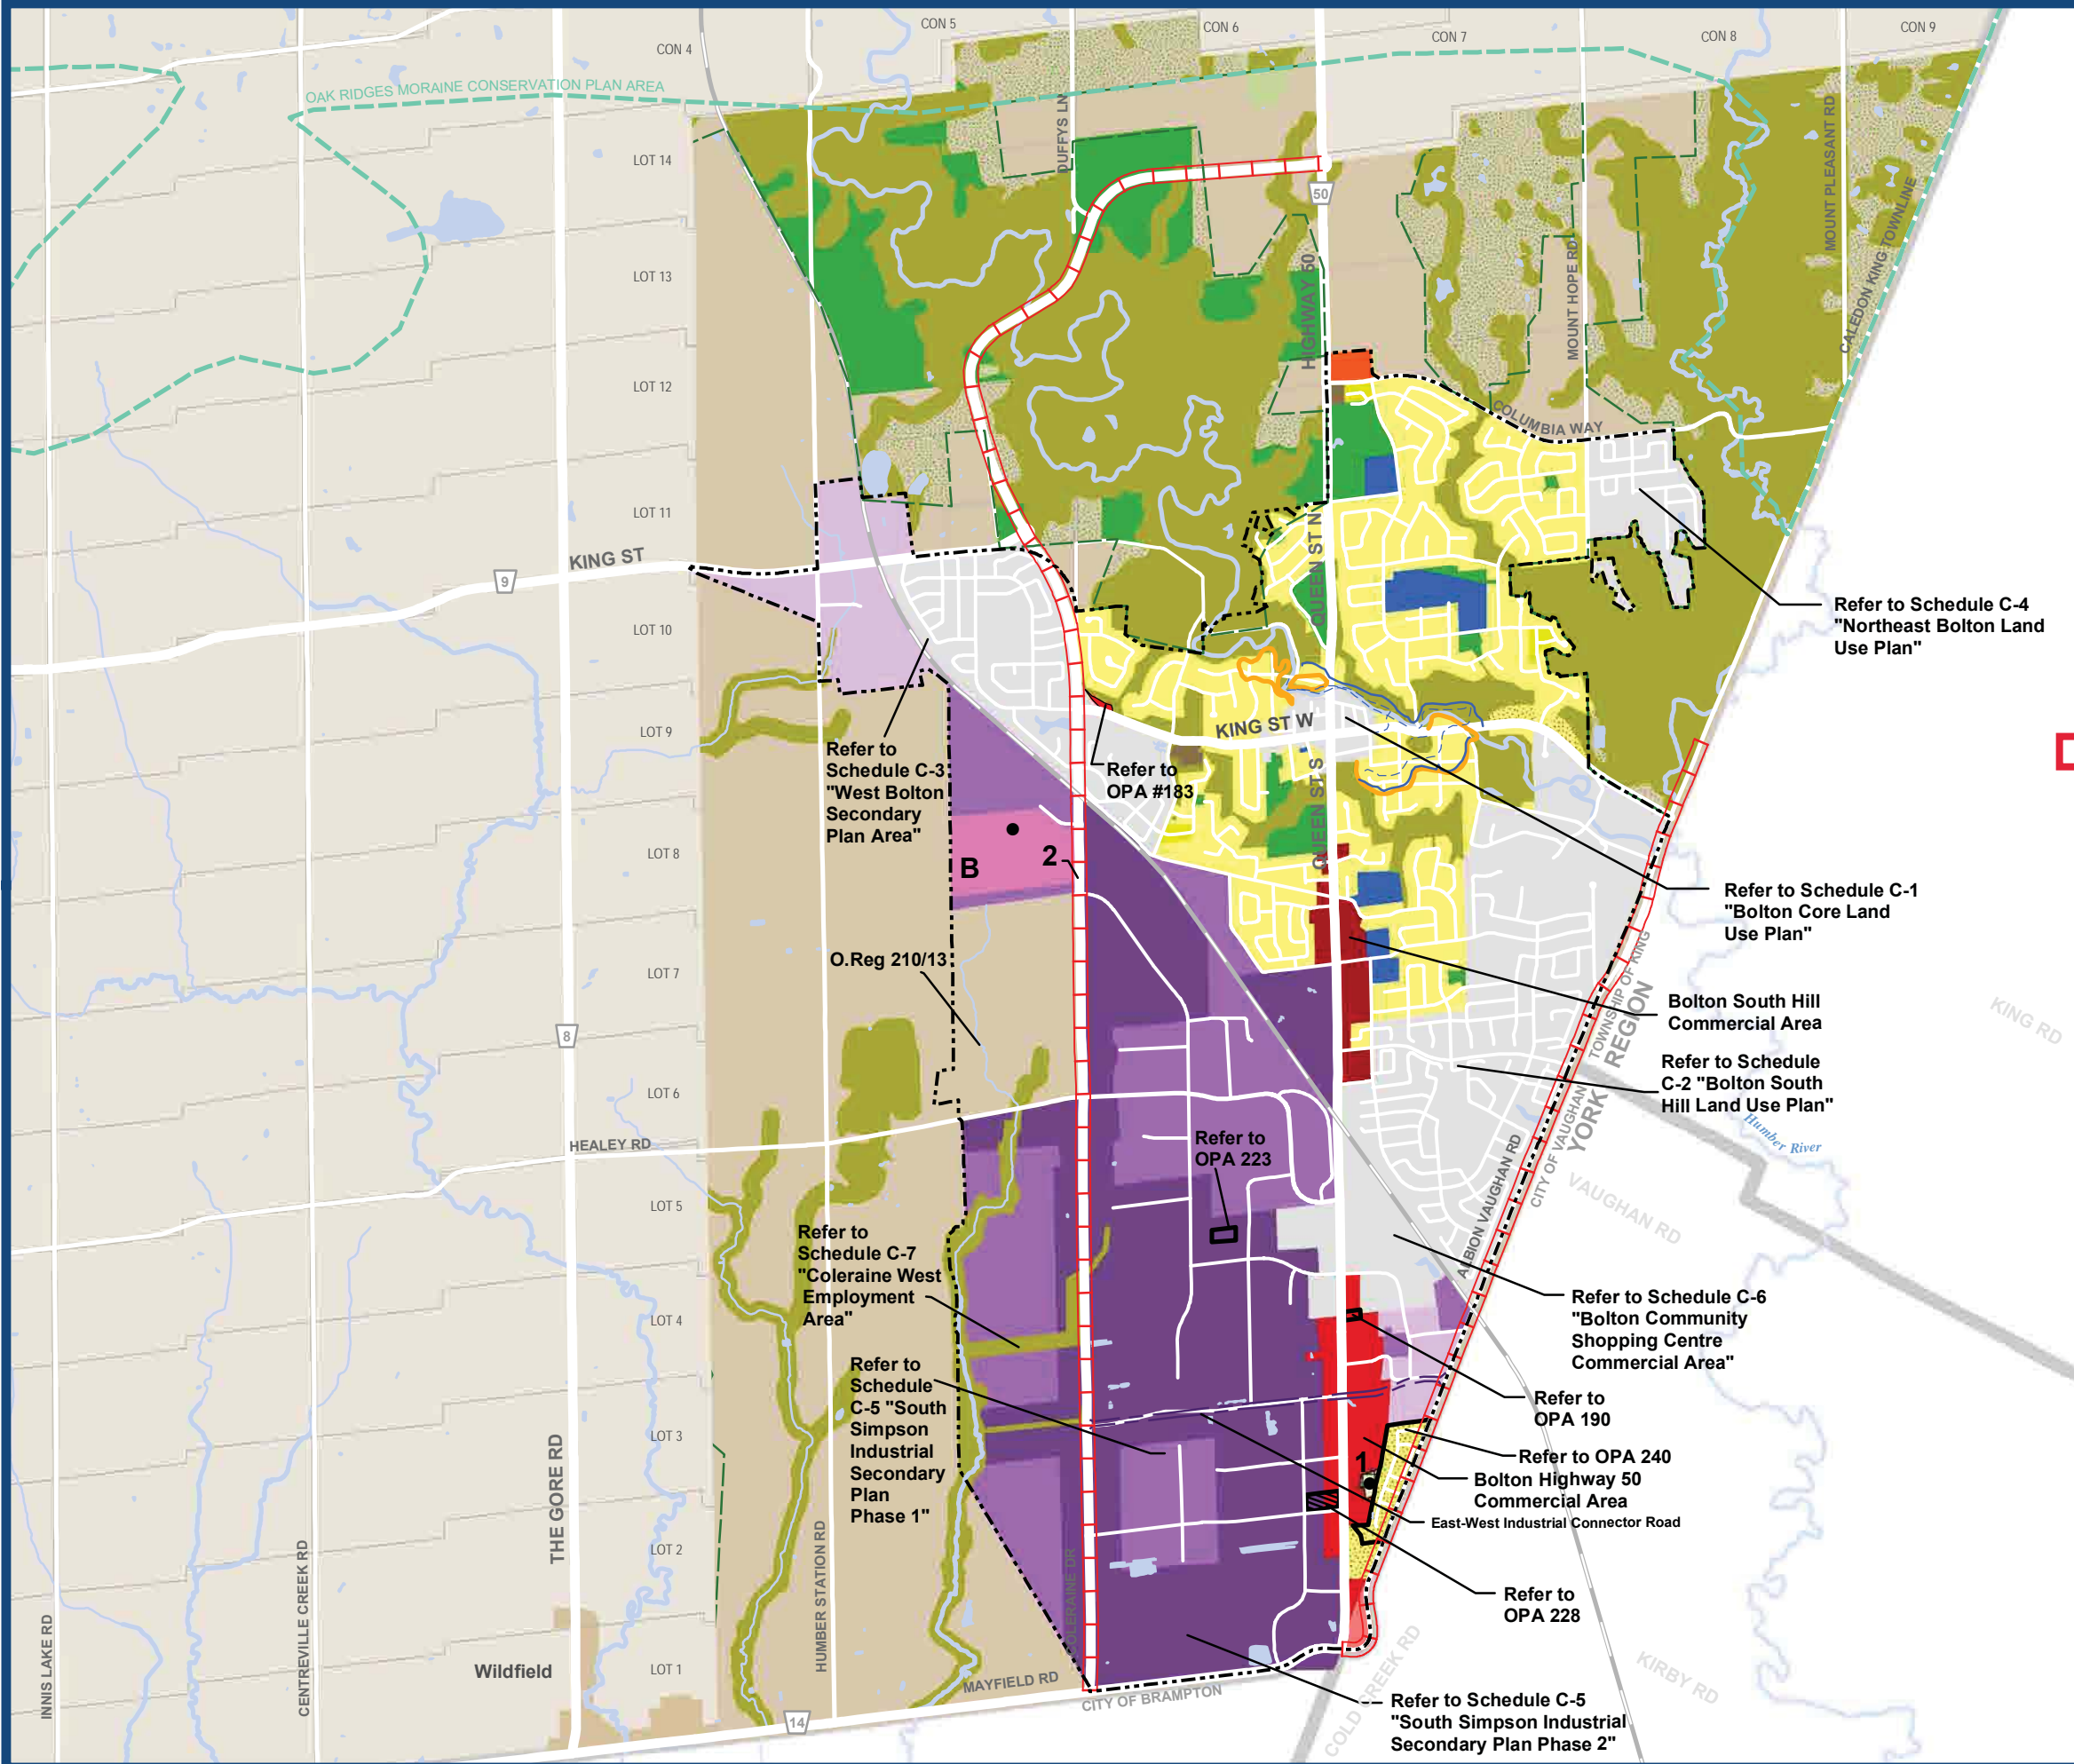 CON 5
CON 6
CON 7
CON 8
CON 9
CON 4
OAK RIDGES MORAINE CONSERVATION PLAN AREA
DUFFYS LN
MOUNT PLEASANT RD
LOT 14
50
CALEDON KING TOWNLINE
LOT 13
HIGHWAY 50
MOUNT HOPE RD
LOT 12
COLUMBIA WAY
LOT 11
QUEEN ST N
KING ST
9
Refer to Schedule C-4
"Northeast Bolton Land
Use Plan"
LOT 10
LOT 9
KING ST W
Refer to
Schedule C-3
"West Bolton
Secondary
Plan Area"
Refer to
OPA #183
QUEEN ST S
LOT 8
B
2
Refer to Schedule C-1
"Bolton Core Land
Use Plan"
O.Reg 210/13
LOT 7
Bolton South Hill
Commercial Area
TOWNSHIP OF KING
YORK REGION
KING RD
8
Refer to Schedule
C-2 "Bolton South
Hill Land Use Plan"
LOT 6
CITY OF VAUGHAN
Humber River
HEALEY RD
Refer to
OPA 223
ALBION VAUGHAN RD
VAUGHAN RD
LOT 5
Refer to
Schedule C-7
"Coleraine West
Employment
Area"
Refer to Schedule C-6
"Bolton Community
Shopping Centre
Commercial Area"
LOT 4
Refer to
Schedule
C-5 "South
Simpson
Industrial
Secondary
Plan
Phase 1"
Refer to
OPA 190
LOT 3
Refer to OPA 240
1
Bolton Highway 50
Commercial Area
East-West Industrial Connector Road
THE GORE RD
LOT 2
HUMBER STATION RD
COLERAINE DR
CENTREVILLE CREEK RD
INNIS LAKE RD
Refer to
OPA 228
Wildfield
LOT 1
MAYFIELD RD
CITY OF BRAMPTON
COLD CREEK RD
KIRBY RD
14
Refer to Schedule C-5
"South Simpson Industrial
Secondary Plan Phase 2"